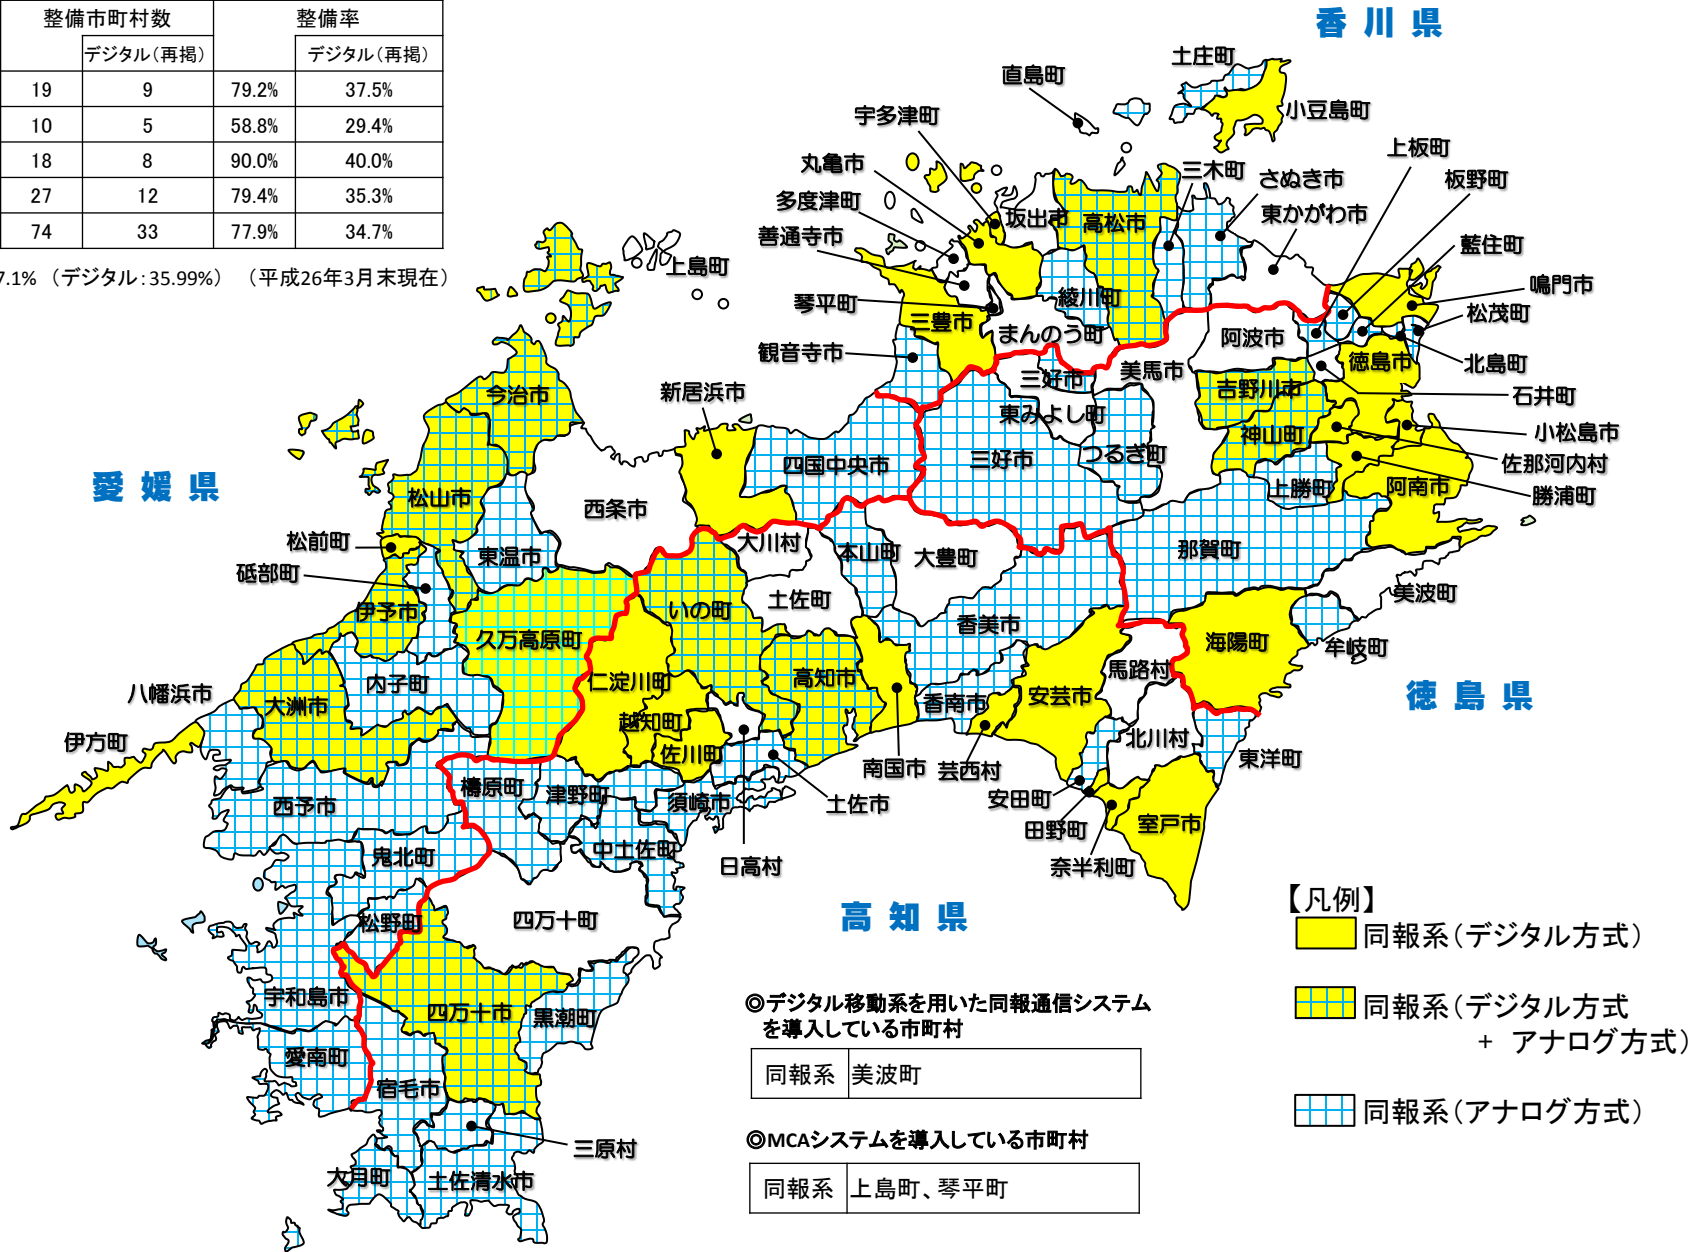 整備市町村数 整備率
デジタル(再掲) デジタル(再掲)
19 9 79.2% 37.5%
10 5 58.8% 29.4%
18 8 90.0% 40.0%
27 12 79.4% 35.3%
74 33 77.9% 34.7%
7.1% (デジタル:35.99%) (平成26年3月末現在)
香川県
土庄町
直島町
小豆島町
宇多津町
丸亀市
多度津町
善通寺市
坂出市
高松市
三木町
さぬき市
東かがわ市
上板町
板野町
藍住町
鳴門市
松茂町
北島町
石井町
小松島市
佐那河内村
勝浦町
琴平町
三豊市
綾川町
まんのう町
観音寺市
上島町
新居浜市
今治市
三好市
美馬市
阿波市
徳島市
吉野川市
東みよし町
神山町
つるぎ町
三好市
四国中央市
上勝町
阿南市
愛媛県
松山市
西条市
松前町
東温市
砥部町
伊予市
久万高原町
大川村
本山町
大豊町
那賀町
土佐町
いの町
香美市
美波町
牟岐町
海陽町
徳島県
馬路村
仁淀川町
高知市
安芸市
香南市
内子町
八幡浜市
大洲市
伊方町
越知町
佐川町
北川村
東洋町
南国市
芸西村
安田町
田野町
室戸市
奈半利町
西予市
檮原町
津野町
須崎市
土佐市
中土佐町
日高村
鬼北町
松野町
四万十町
高知県
宇和島市
四万十市
黒潮町
愛南町
宿毛市
三原村
大月町
土佐清水市
◎デジタル移動系を用いた同報通信システム
を導入している市町村
同報系 美波町
◎MCAシステムを導入している市町村
同報系 上島町、琴平町
【凡例】
同報系(デジタル方式)
同報系(デジタル方式
+ アナログ方式)
同報系(アナログ方式)